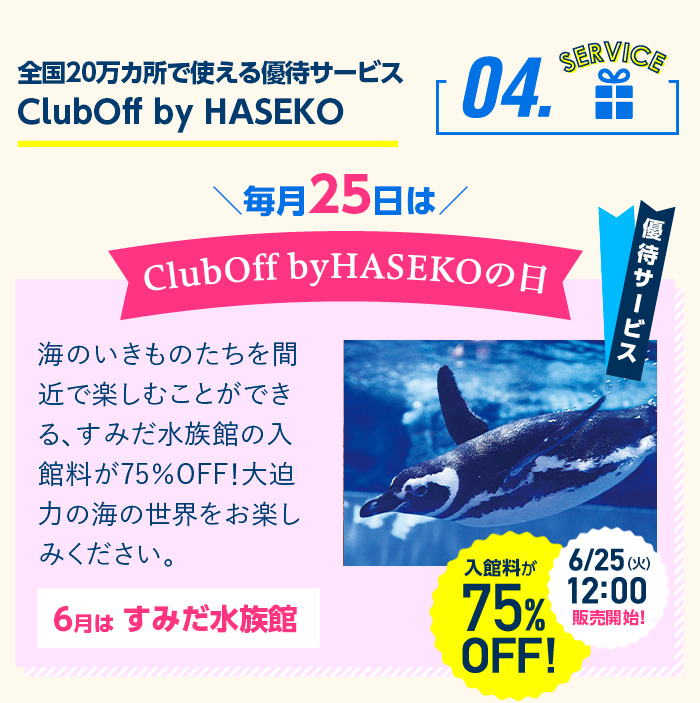 全国20万カ所で使える優待サービス
ClubOff by HASEKO
04.
SERVICE
毎月25日は
ClubOff byHASEKOの日
優待サービス
海のいきものたちを間
近で楽しむことができ
る、すみだ水族館の入
館料が75%OFF!大迫
力の海の世界をお楽し
みください。
6月は すみだ水族館
入館料が
75%
OFF!
6/25(火)
12:00
販売開始!